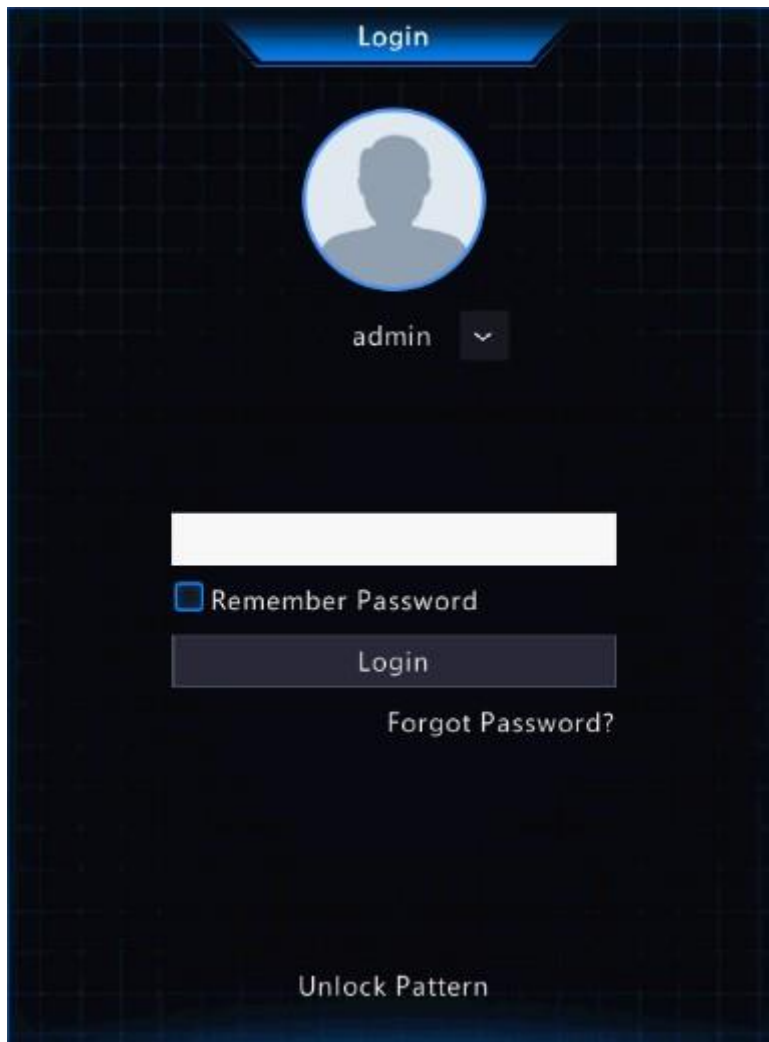 Login
admin
Remember Password
Login
Forgot Password?
Unlock Pattern